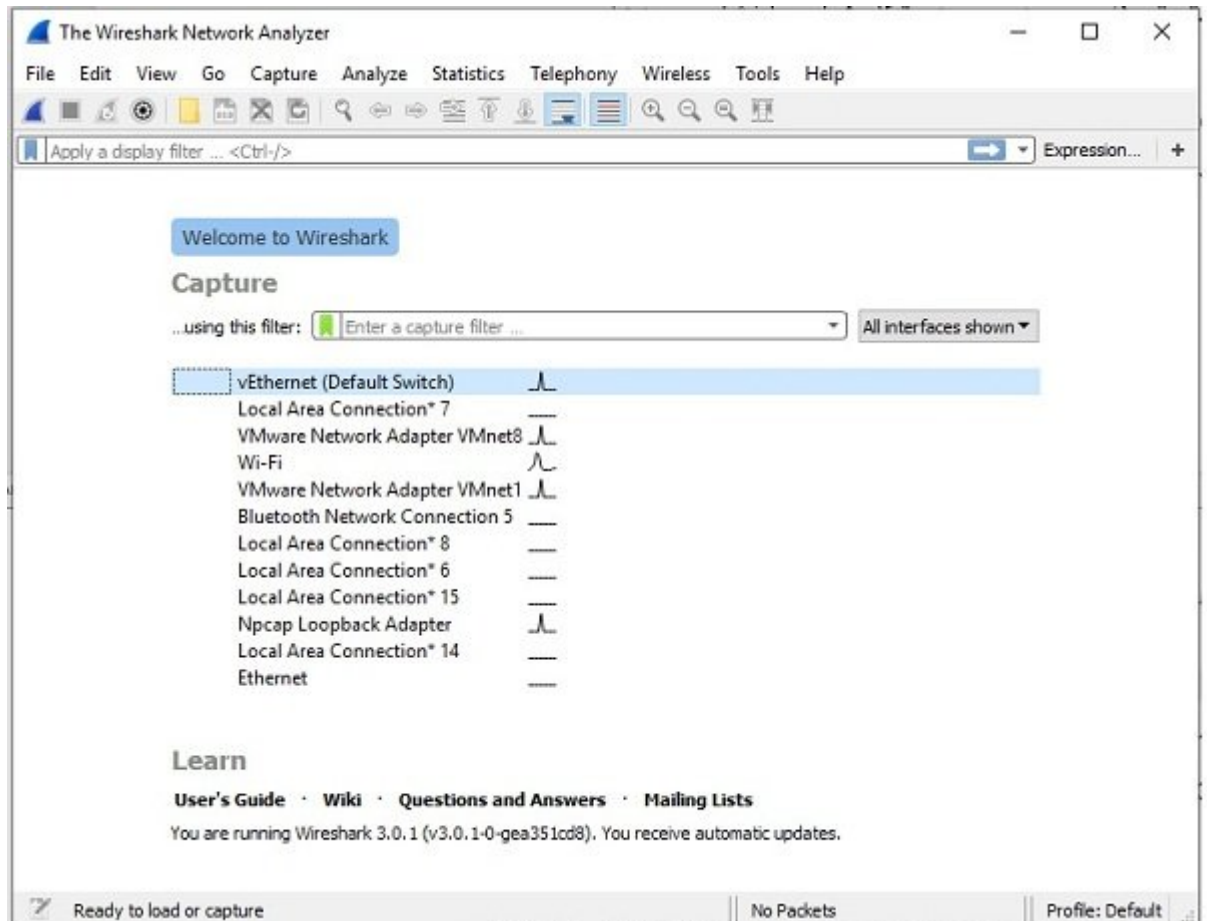 The Wireshark Network Analyzer
File Edit View Go Capture Analyze Statistics Telephony Wireless Tools Help
Apply a display filter ... <Ctrl-/> Expression... +
Welcome to Wireshark
Capture
...using this filter: Enter a capture filter ... All interfaces shown
vEthernet (Default Switch)
Local Area Connection* 7
VMware Network Adapter VMnet8
Wi-Fi
VMware Network Adapter VMnet1
Bluetooth Network Connection 5
Local Area Connection* 8
Local Area Connection* 6
Local Area Connection* 15
Npcap Loopback Adapter
Local Area Connection* 14
Ethernet
Learn
User's Guide · Wiki · Questions and Answers · Mailing Lists
You are running Wireshark 3.0.1 (v3.0.1-0-gea351cd8). You receive automatic updates.
Ready to load or capture No Packets Profile: Default